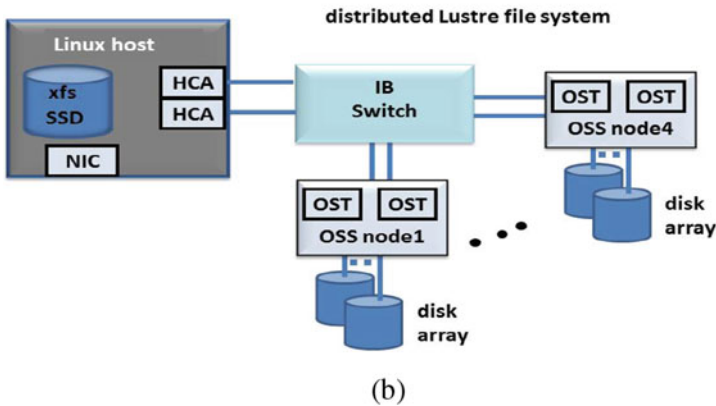 distributed Lustre file system
Linux host
xfs
SSD
HCA
HCA
NIC
IB
Switch
OST OST
OSS node4
disk
array
OST OST
OSS node1
disk
array
(b)